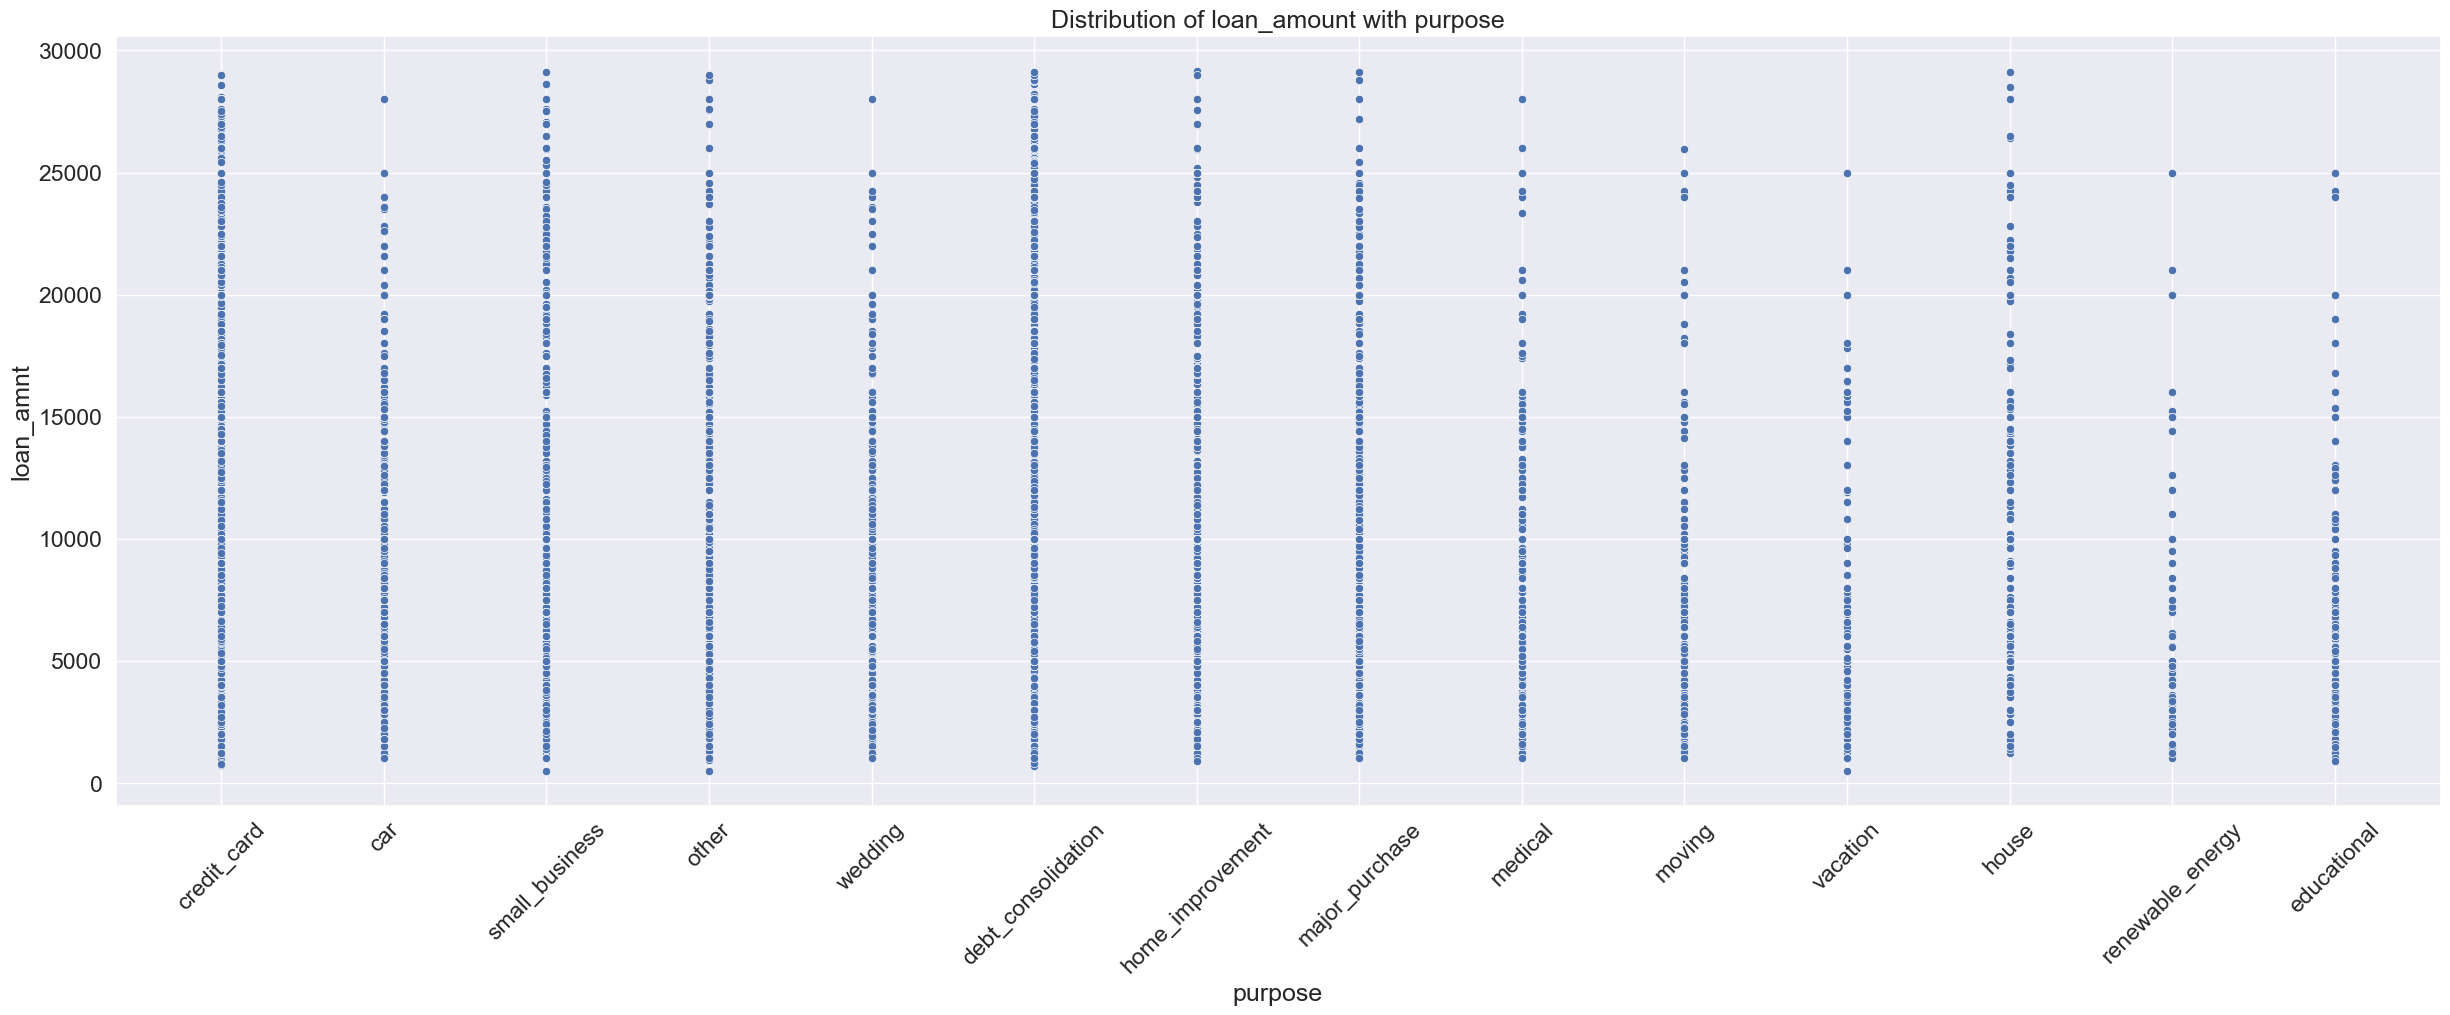 Distribution of loan_amount with purpose
30000
25000
20000
15000
10000
5000
0
loan_amnt
credit_card
car
small_business
other
wedding
debt_consolidation
home_improvement
major_purchase
medical
moving
vacation
house
renewable_energy
educational
purpose